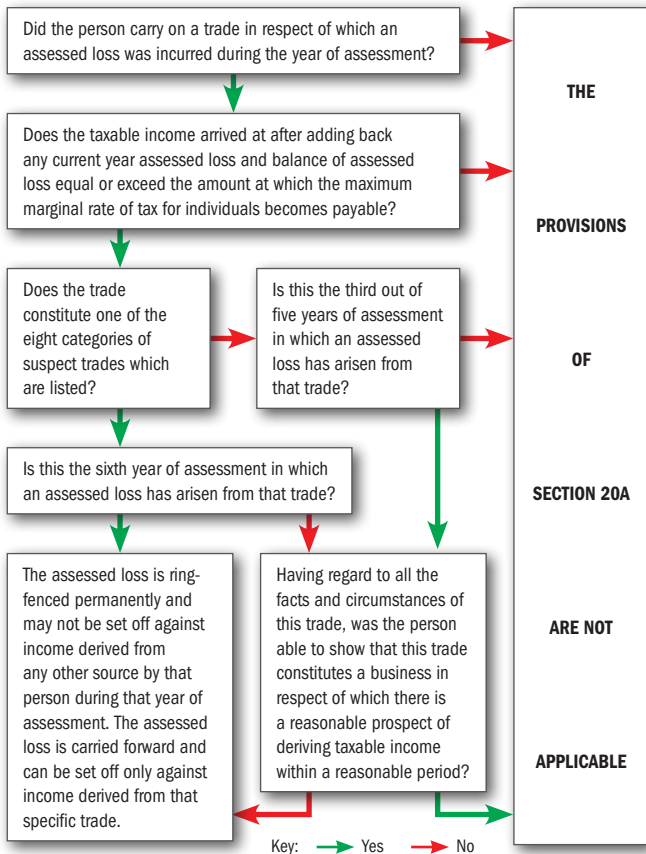 Did the person carry on a trade in respect of which an
assessed loss was incurred during the year of assessment?
Does the taxable income arrived at after adding back
any current year assessed loss and balance of assessed
loss equal or exceed the amount at which the maximum
marginal rate of tax for individuals becomes payable?
Does the trade
constitute one of the
eight categories of
suspect trades which
are listed?
Is this the third out of
five years of assessment
in which an assessed
loss has arisen from
that trade?
Is this the sixth year of assessment in which
an assessed loss has arisen from that trade?
The assessed loss is ring-
fenced permanently and
may not be set off against
income derived from
any other source by that
person during that year of
assessment. The assessed
loss is carried forward and
can be set off only against
income derived from that
specific trade.
Having regard to all the
facts and circumstances of
this trade, was the person
able to show that this trade
constitutes a business in
respect of which there is
a reasonable prospect of
deriving taxable income
within a reasonable period?
THE
PROVISIONS
OF
SECTION 20A
ARE NOT
APPLICABLE
Key: Yes No